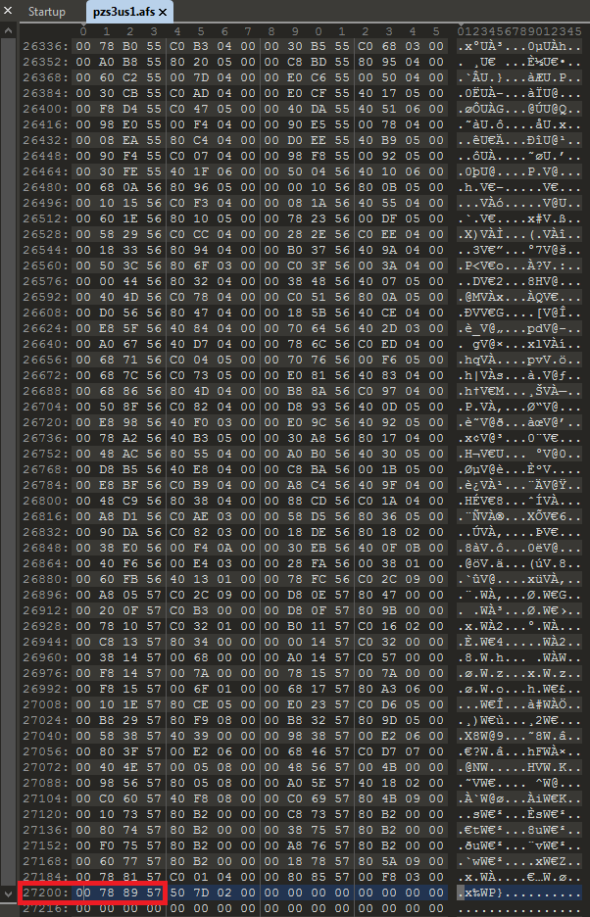 Startup pzs3us1.afs ×
0 1 2 3 4 5 6 7 8 9 0 1 2 3 4 5 0123456789012345
26336: 00 78 B0 55 C0 B3 04 00 00 30 B5 55 C0 68 03 00 .x°UÀ³...0µUÀh..
26352: 00 A0 B8 55 80 20 05 00 00 C8 BD 55 80 95 04 00 . ¸U€ ...È½U€•..
26368: 00 60 C2 55 00 7D 04 00 00 E0 C6 55 00 50 04 00 .`ÂU.}...àÆU.P..
26384: 00 30 CB 55 C0 AD 04 00 00 E0 CF 55 40 17 05 00 .0ËUÀ....àÏU@...
26400: 00 F8 D4 55 C0 47 05 00 00 40 DA 55 40 51 06 00 .øÔUÀG...@ÚU@Q..
26416: 00 98 E0 55 00 F4 04 00 00 90 E5 55 00 78 04 00 .˜àU.ô....åU.x..
26432: 00 08 EA 55 80 C4 04 00 00 D0 EE 55 40 B9 05 00 ..êU€Ä...ÐîU@¹..
26448: 00 90 F4 55 C0 07 04 00 00 98 F8 55 00 92 05 00 ..ôUÀ....˜øU.’..
26464: 00 30 FE 55 40 1F 06 00 00 50 04 56 40 10 06 00 .0þU@....P.V@...
26480: 00 68 0A 56 80 96 05 00 00 00 10 56 80 0B 05 00 .h.V€–.....V€...
26496: 00 10 15 56 C0 F3 04 00 00 08 1A 56 40 55 04 00 ...VÀó.....V@U..
26512: 00 60 1E 56 80 10 05 00 00 78 23 56 00 DF 05 00 .`.V€....x#V.ß..
26528: 00 58 29 56 C0 CC 04 00 00 28 2E 56 C0 EE 04 00 .X)VÀÌ...(.VÀî..
26544: 00 18 33 56 80 94 04 00 00 B0 37 56 40 9A 04 00 ..3V€”...°7V@š..
26560: 00 50 3C 56 80 6F 03 00 00 C0 3F 56 00 3A 04 00 .P<V€o...À?V.:..
26576: 00 00 44 56 80 32 04 00 00 38 48 56 40 07 05 00 ..DV€2...8HV@...
26592: 00 40 4D 56 C0 78 04 00 00 C0 51 56 80 0A 05 00 .@MVÀx...ÀQV€...
26608: 00 D0 56 56 80 47 04 00 00 18 5B 56 40 CE 04 00 .ÐVV€G....[V@Î..
26624: 00 E8 5F 56 40 84 04 00 00 70 64 56 40 2D 03 00 .è_V@„...pdV@-..
26640: 00 A0 67 56 40 D7 04 00 00 78 6C 56 C0 ED 04 00 . gV@×...xlVÀí..
26656: 00 68 71 56 C0 04 05 00 00 70 76 56 00 F6 05 00 .hqVÀ....pvV.ö..
26672: 00 68 7C 56 C0 73 05 00 00 E0 81 56 40 83 04 00 .h|VÀs...à.V@ƒ..
26688: 00 68 86 56 80 4D 04 00 00 B8 8A 56 C0 97 04 00 .h†V€M...¸ŠVÀ—..
26704: 00 50 8F 56 C0 82 04 00 00 D8 93 56 40 0D 05 00 .P.VÀ‚...Ø“V@...
26720: 00 E8 98 56 40 F0 03 00 00 E0 9C 56 40 92 05 00 .è˜V@ð...àœV@’..
26736: 00 78 A2 56 40 B3 05 00 00 30 A8 56 80 17 04 00 .x¢V@³...0¨V€...
26752: 00 48 AC 56 80 55 04 00 00 A0 B0 56 40 30 05 00 .H¬V€U... °V@0..
26768: 00 D8 B5 56 40 E8 04 00 00 C8 BA 56 00 1B 05 00 .ØµV@è...ÈºV....
26784: 00 E8 BF 56 C0 B9 04 00 00 A8 C4 56 40 9F 04 00 .è¿VÀ¹...¨ÄV@Ÿ..
26800: 00 48 C9 56 80 38 04 00 00 88 CD 56 C0 1A 04 00 .HÉV€8...ˆÍVÀ...
26816: 00 A8 D1 56 C0 AE 03 00 00 58 D5 56 80 36 05 00 .¨ÑVÀ®...XÕV€6..
26832: 00 90 DA 56 C0 82 03 00 00 18 DE 56 80 18 02 00 ..ÚVÀ‚....ÞV€...
26848: 00 38 E0 56 00 F4 0A 00 00 30 EB 56 40 0F 0B 00 .8àV.ô...0ëV@...
26864: 00 40 F6 56 00 E4 03 00 00 28 FA 56 00 38 01 00 .@öV.ä...(úV.8..
26880: 00 60 FB 56 40 13 01 00 00 78 FC 56 C0 2C 09 00 .`ûV@....xüVÀ,..
26896: 00 A8 05 57 C0 2C 09 00 00 D8 0E 57 80 47 00 00 .¨.WÀ,...Ø.W€G..
26912: 00 20 0F 57 C0 B3 00 00 00 D8 0F 57 80 9B 00 00 . .WÀ³...Ø.W€›..
26928: 00 78 10 57 C0 32 01 00 00 B0 11 57 C0 16 02 00 .x.WÀ2...°.WÀ...
26944: 00 C8 13 57 80 34 00 00 00 00 14 57 C0 32 00 00 .È.W€4.....WÀ2..
26960: 00 38 14 57 00 68 00 00 00 A0 14 57 C0 57 00 00 .8.W.h... .WÀW..
26976: 00 F8 14 57 00 7A 00 00 00 78 15 57 00 7A 00 00 .ø.W.z...x.W.z..
26992: 00 F8 15 57 00 6F 01 00 00 68 17 57 80 A3 06 00 .ø.W.o...h.W€£..
27008: 00 10 1E 57 80 CE 05 00 00 E0 23 57 C0 D6 05 00 ...W€Î...à#WÀÖ..
27024: 00 B8 29 57 80 F9 08 00 00 B8 32 57 80 9D 05 00 .¸)W€ù...¸2W€...
27040: 00 58 38 57 40 39 00 00 00 98 38 57 00 E2 06 00 .X8W@9...˜8W.â..
27056: 00 80 3F 57 00 E2 06 00 00 68 46 57 C0 D7 07 00 .€?W.â...hFWÀ×..
27072: 00 40 4E 57 00 05 08 00 00 48 56 57 00 4B 00 00 .@NW.....HVW.K..
27088: 00 98 56 57 80 05 08 00 00 A0 5E 57 40 18 02 00 .˜VW€.... ^W@...
27104: 00 C0 60 57 40 F8 08 00 00 C0 69 57 80 4B 09 00 .À`W@ø...ÀiW€K..
27120: 00 10 73 57 80 B2 00 00 00 C8 73 57 80 B2 00 00 ..sW€²...ÈsW€²..
27136: 00 80 74 57 80 B2 00 00 00 38 75 57 80 B2 00 00 .€tW€²...8uW€²..
27152: 00 F0 75 57 80 B2 00 00 00 A8 76 57 80 B2 00 00 .ðuW€²...¨vW€²..
27168: 00 60 77 57 80 B2 00 00 00 18 78 57 80 5A 09 00 .`wW€²....xW€Z..
27184: 00 78 81 57 C0 01 04 00 00 80 85 57 00 F8 03 00 .x.WÀ....€…W.ø..
27200: 00 78 89 57 50 7D 02 00 00 00 00 00 00 00 00 00 .x‰WP}..........
27216: 00 00 00 00 00 00 00 00 00 00 00 00 00 00 00 00 ................